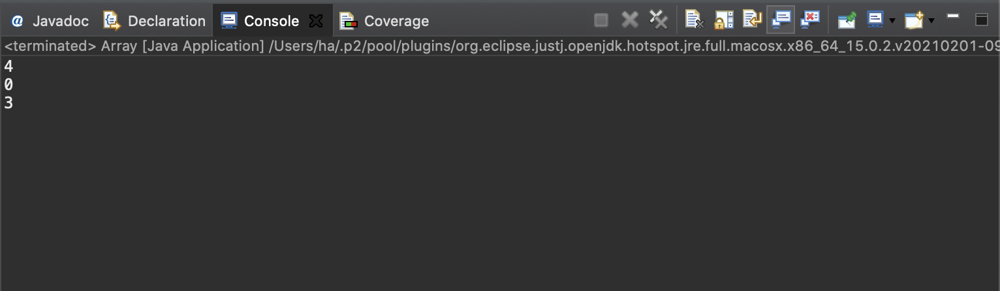 @ Javadoc Declaration Console Coverage
<terminated> Array [Java Application] /Users/ha/.p2/pool/plugins/org.eclipse.justj.openjdk.hotspot.jre.full.macosx.x86_64_15.0.2.v20210201-09
4
0
3